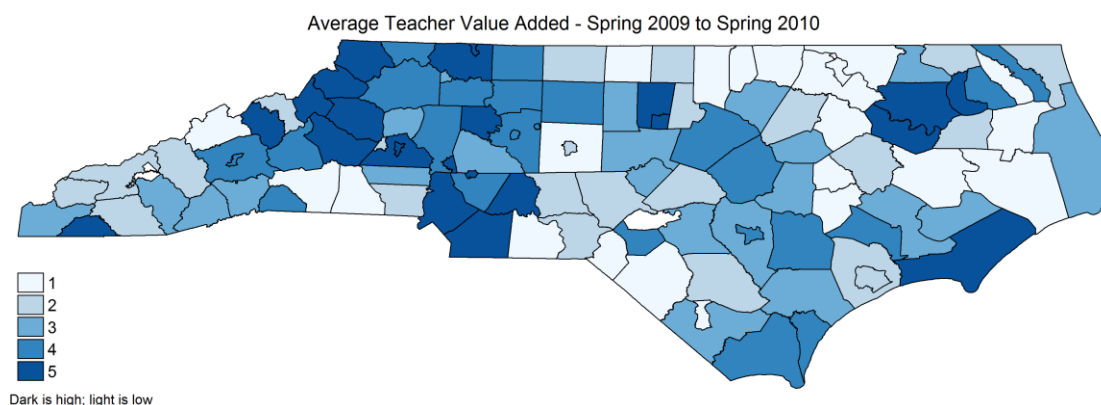 Average Teacher Value Added - Spring 2009 to Spring 2010
1
2
3
4
5
Dark is high; light is low